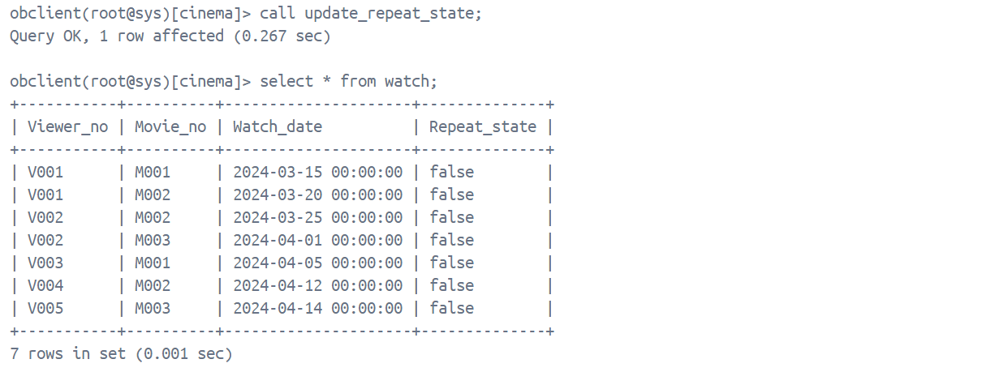 obclient(root@sys)[cinema]> call update_repeat_state;
Query OK, 1 row affected (0.267 sec)

obclient(root@sys)[cinema]> select * from watch;
+-----------+----------+---------------------+--------------+
| Viewer_no | Movie_no | Watch_date          | Repeat_state |
+-----------+----------+---------------------+--------------+
| V001      | M001     | 2024-03-15 00:00:00 | false        |
| V001      | M002     | 2024-03-20 00:00:00 | false        |
| V002      | M002     | 2024-03-25 00:00:00 | false        |
| V002      | M003     | 2024-04-01 00:00:00 | false        |
| V003      | M001     | 2024-04-05 00:00:00 | false        |
| V004      | M002     | 2024-04-12 00:00:00 | false        |
| V005      | M003     | 2024-04-14 00:00:00 | false        |
+-----------+----------+---------------------+--------------+
7 rows in set (0.001 sec)